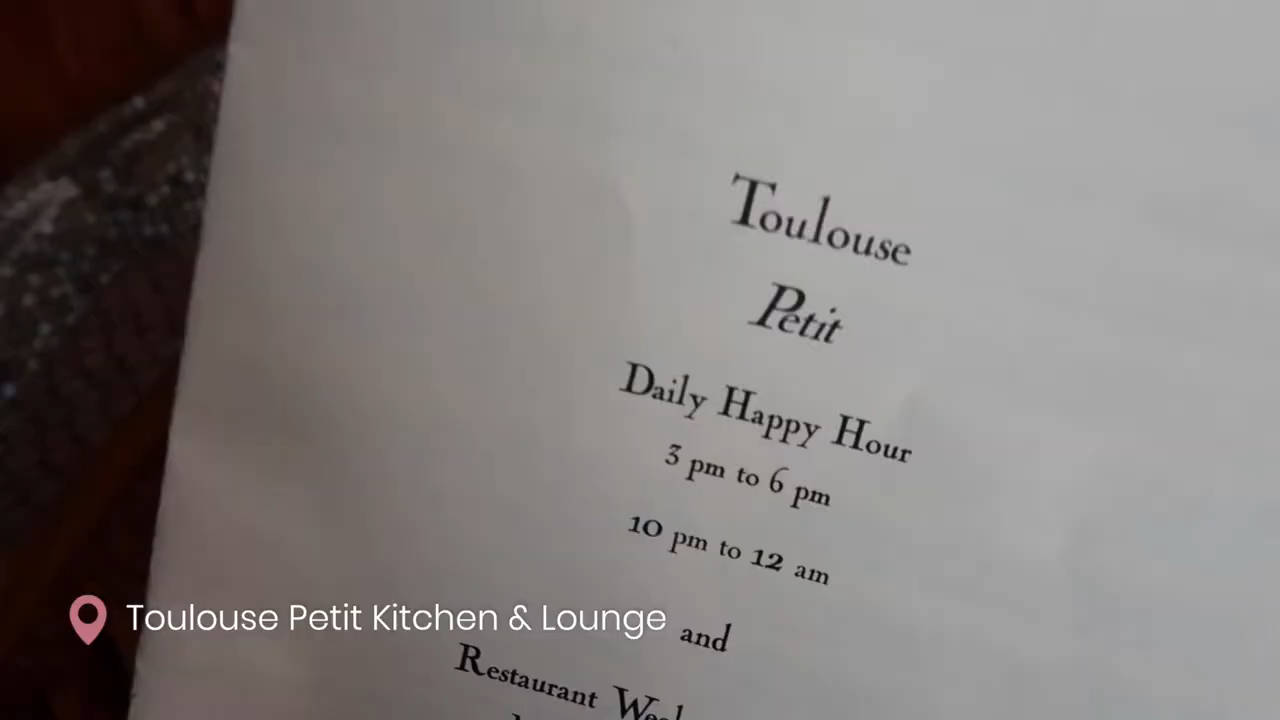 Toulouse
Petit
Daily Happy Hour
3 pm to 6 pm
10 pm to 12 am
and
Toulouse Petit Kitchen & Lounge
Restaurant